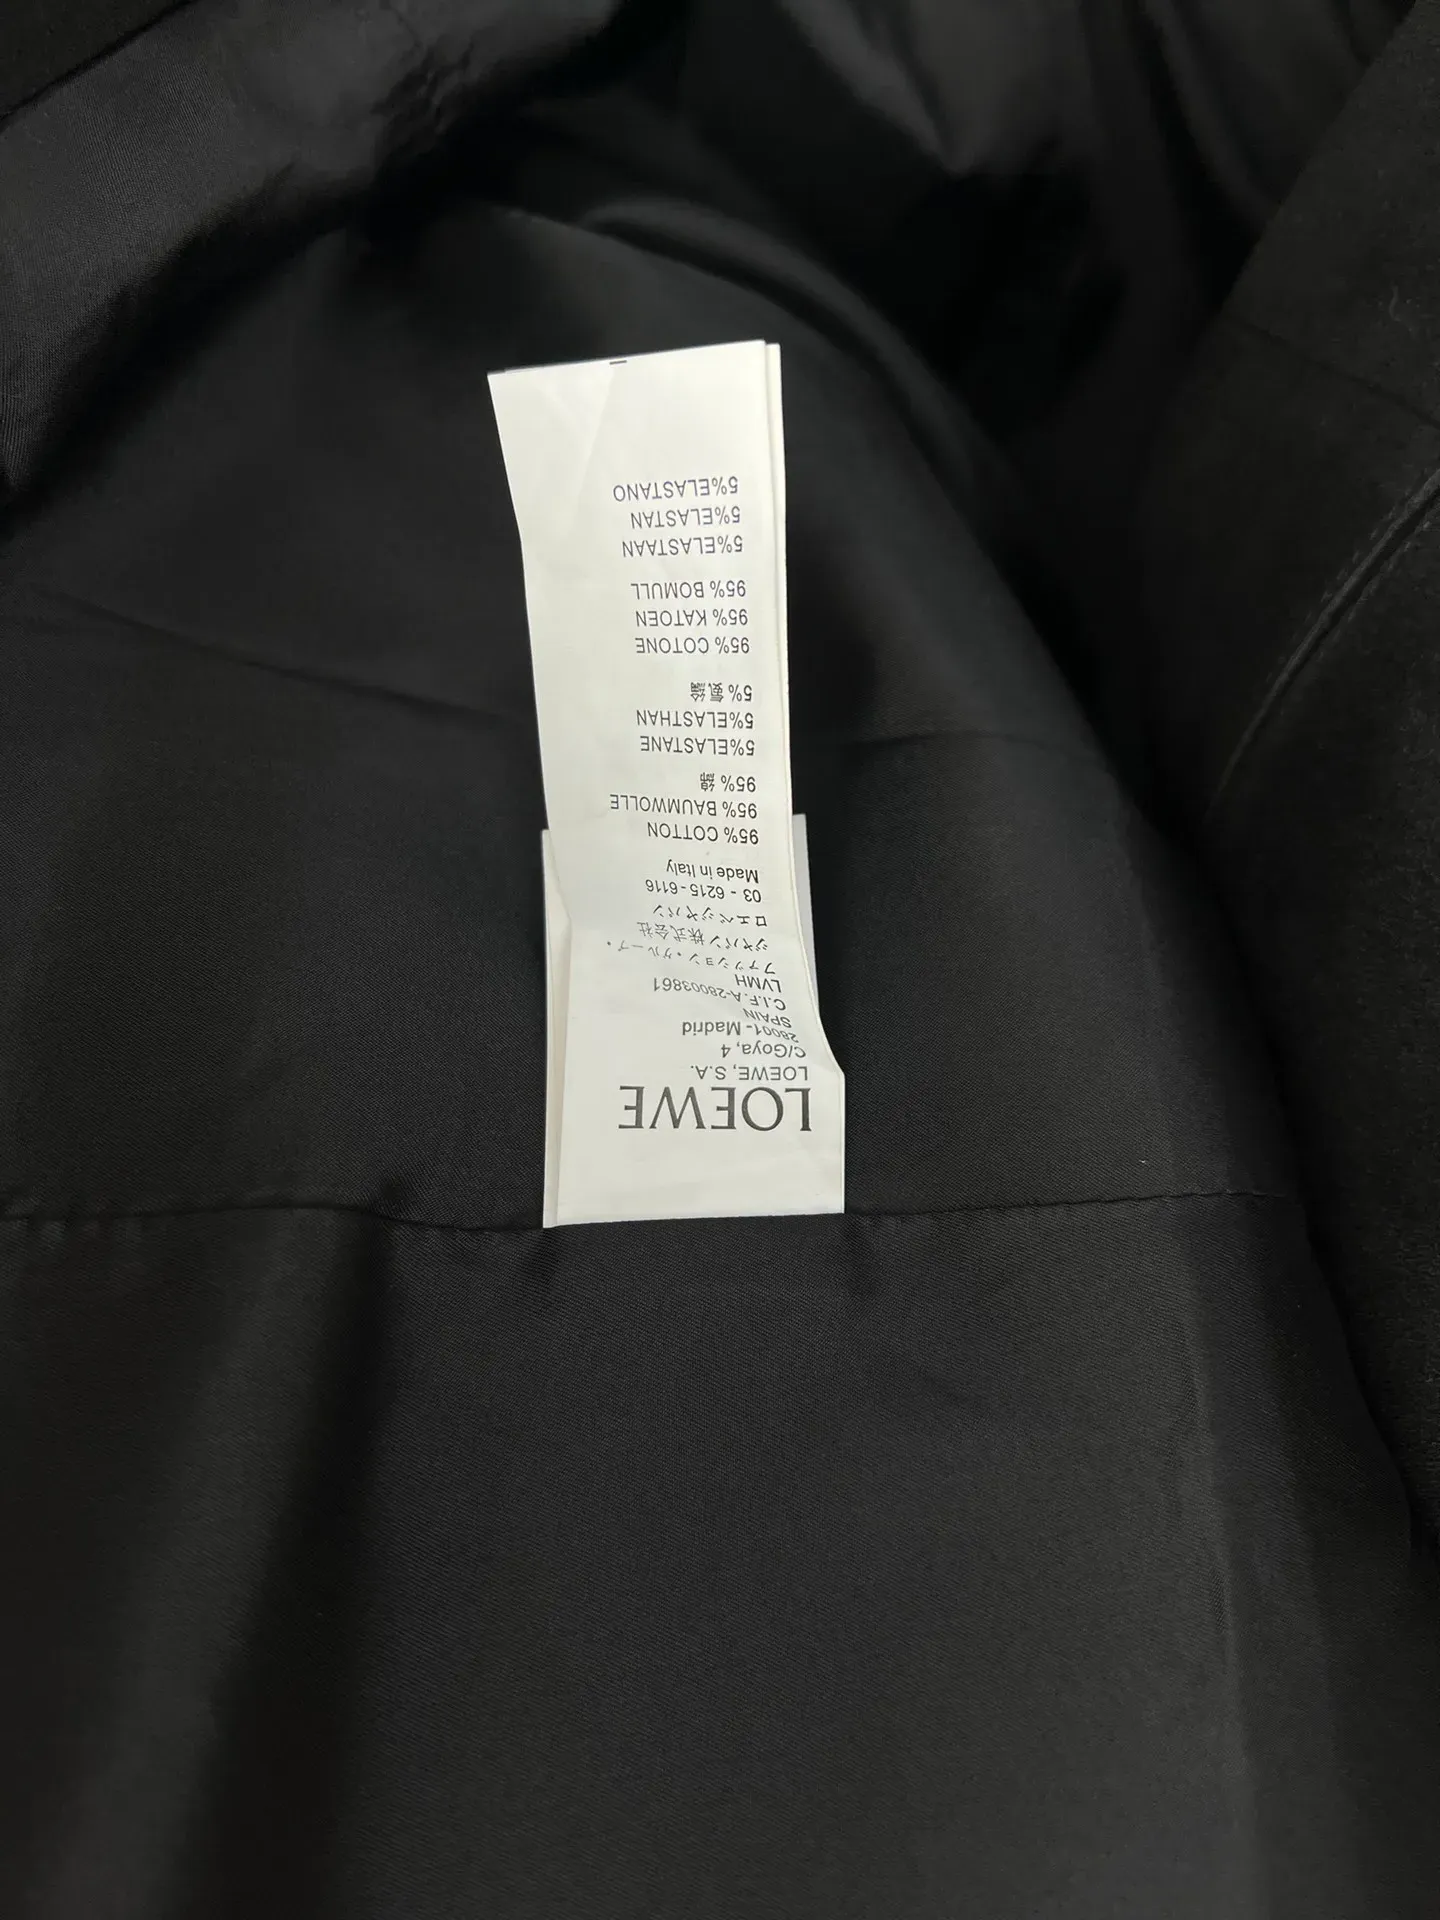 LOEWE
LOEWE, S.A.
C/Goya, 4
28001- Madrid
SPAIN
C.I.F.A-28003861
LVMH
ファッション・グループ・
ジャパン 株式会社
ロエベジャパン
03 - 6215-6116
Made in Italy
95% COTTON
95% BAUMWOLLE
95% 綿
5%ELASTANE
5%ELASTHAN
5% 氨綸
95% COTONE
95% KATOEN
95% BOMULL
5%ELASTAAN
5%ELASTAN
5%ELASTANO